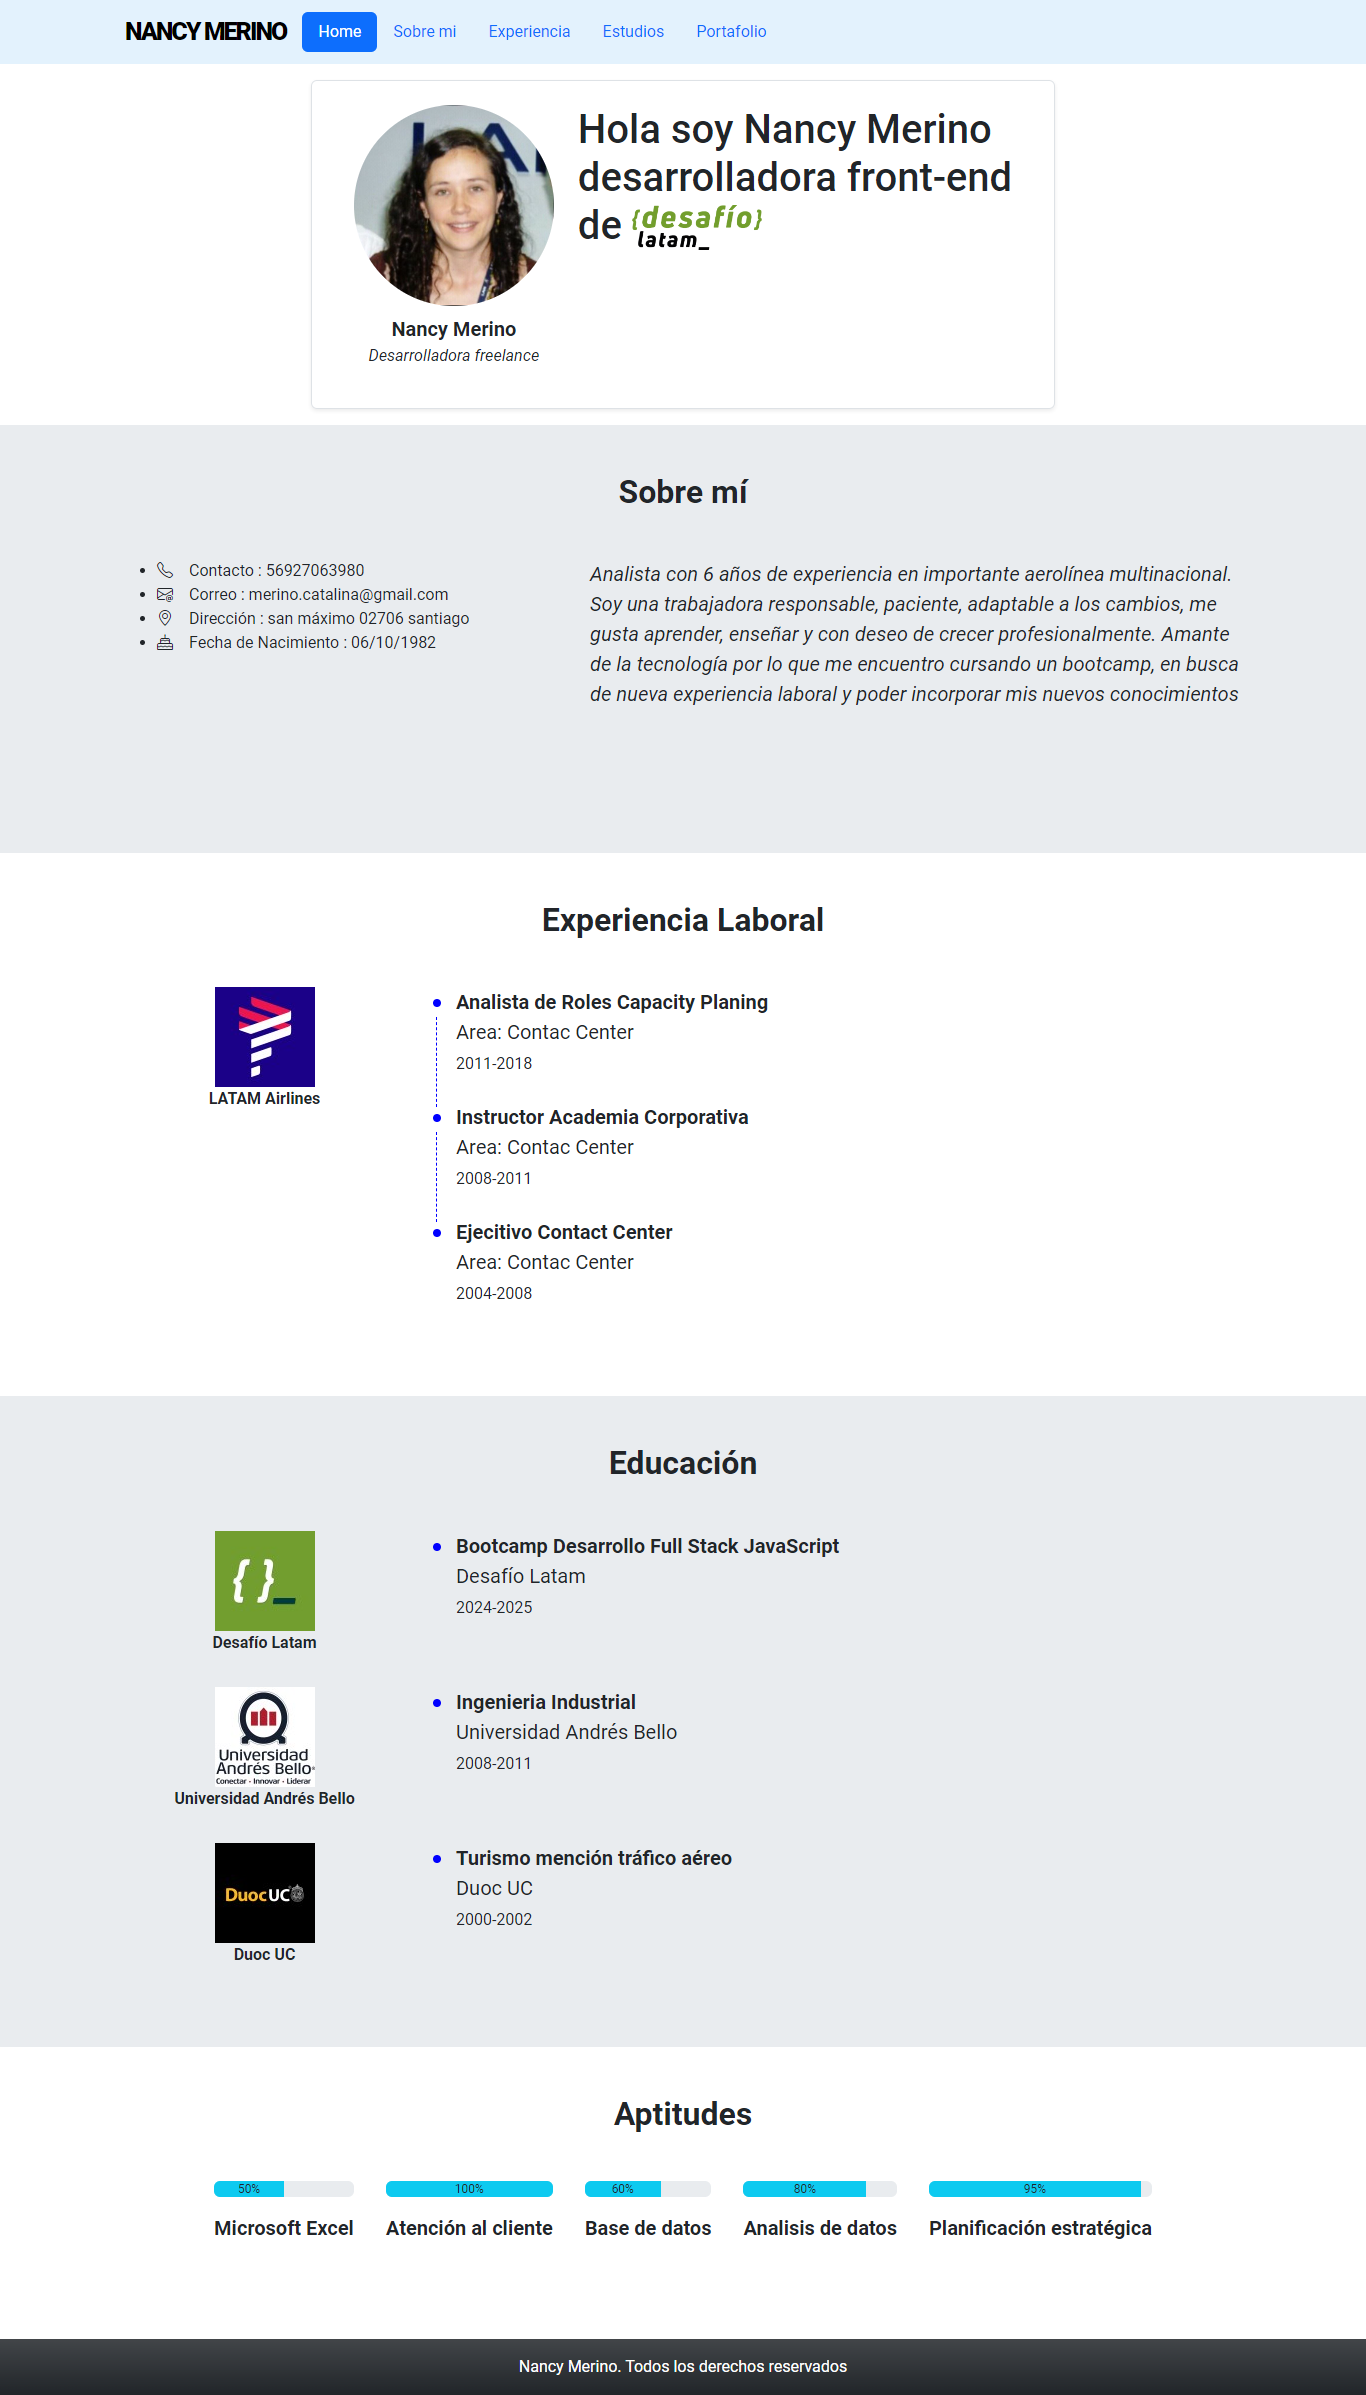 NANCY MERINO
Home
Sobre mi
Experiencia
Estudios
Portafolio
Hola soy Nancy Merino
desarrolladora front-end
de {desafío}
latam_
Nancy Merino
Desarrolladora freelance
Sobre mí
Contacto : 56927063980
Correo : merino.catalina@gmail.com
Dirección : san máximo 02706 santiago
Fecha de Nacimiento : 06/10/1982
Analista con 6 años de experiencia en importante aerolínea multinacional.
Soy una trabajadora responsable, paciente, adaptable a los cambios, me
gusta aprender, enseñar y con deseo de crecer profesionalmente. Amante
de la tecnología por lo que me encuentro cursando un bootcamp, en busca
de nueva experiencia laboral y poder incorporar mis nuevos conocimientos
Experiencia Laboral
LATAM Airlines
Analista de Roles Capacity Planing
Area: Contac Center
2011-2018
Instructor Academia Corporativa
Area: Contac Center
2008-2011
Ejecitivo Contact Center
Area: Contac Center
2004-2008
Educación
{ }_
Desafío Latam
Bootcamp Desarrollo Full Stack JavaScript
Desafío Latam
2024-2025
Universidad
Andrés Bello
Conectar · Innovar · Liderar
Universidad Andrés Bello
Ingenieria Industrial
Universidad Andrés Bello
2008-2011
DuocUC
Duoc UC
Turismo mención tráfico aéreo
Duoc UC
2000-2002
Aptitudes
50%
Microsoft Excel
100%
Atención al cliente
60%
Base de datos
80%
Analisis de datos
95%
Planificación estratégica
Nancy Merino. Todos los derechos reservados